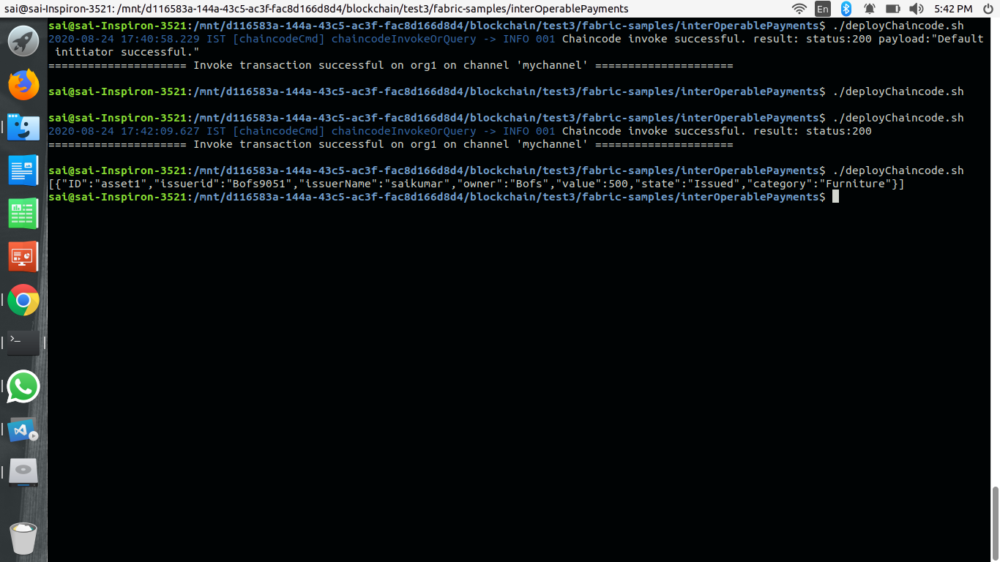 sai@sai-Inspiron-3521: /mnt/d116583a-144a-43c5-ac3f-fac8d166d8d4/blockchain/test3/fabric-samples/interOperablePayments
En
5:42 PM
sai@sai-Inspiron-3521:/mnt/d116583a-144a-43c5-ac3f-fac8d166d8d4/blockchain/test3/fabric-samples/interOperablePayments$ ./deployChaincode.sh
2020-08-24 17:40:58.229 IST [chaincodeCmd] chaincodeInvokeOrQuery -> INFO 001 Chaincode invoke successful. result: status:200 payload:"Default
initiator successful."
===================== Invoke transaction successful on org1 on channel 'mychannel' =====================
sai@sai-Inspiron-3521:/mnt/d116583a-144a-43c5-ac3f-fac8d166d8d4/blockchain/test3/fabric-samples/interOperablePayments$ ./deployChaincode.sh
sai@sai-Inspiron-3521:/mnt/d116583a-144a-43c5-ac3f-fac8d166d8d4/blockchain/test3/fabric-samples/interOperablePayments$ ./deployChaincode.sh
2020-08-24 17:42:09.627 IST [chaincodeCmd] chaincodeInvokeOrQuery -> INFO 001 Chaincode invoke successful. result: status:200
===================== Invoke transaction successful on org1 on channel 'mychannel' =====================
sai@sai-Inspiron-3521:/mnt/d116583a-144a-43c5-ac3f-fac8d166d8d4/blockchain/test3/fabric-samples/interOperablePayments$ ./deployChaincode.sh
[{"ID":"asset1","issuerid":"Bofs9051","issuerName":"saikumar","owner":"Bofs","value":500,"state":"Issued","category":"Furniture"}]
sai@sai-Inspiron-3521:/mnt/d116583a-144a-43c5-ac3f-fac8d166d8d4/blockchain/test3/fabric-samples/interOperablePayments$